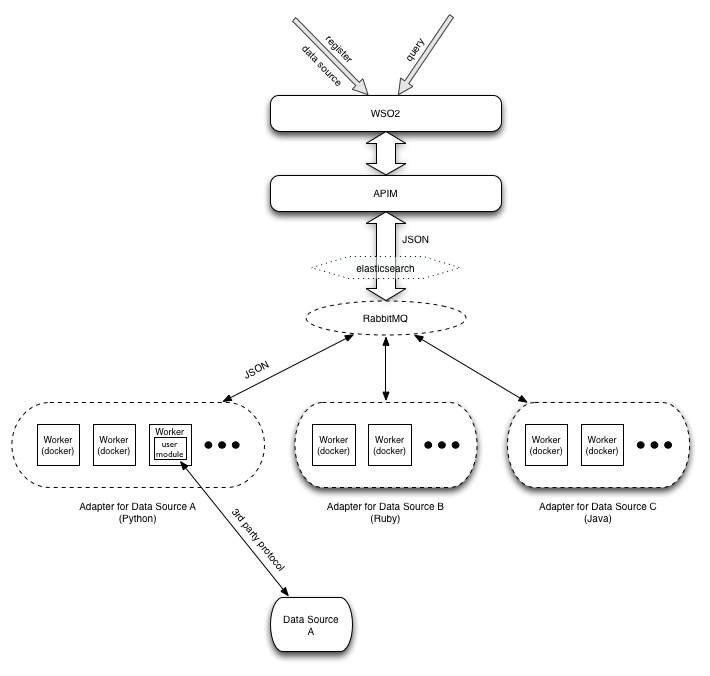 register
data source
query
WSO2
APIM
JSON
elasticsearch
RabbitMQ
JSON
Worker
(docker)
Worker
(docker)
Worker
user
module
Worker
(docker)
Worker
(docker)
Worker
(docker)
Worker
(docker)
Adapter for Data Source A
(Python)
Adapter for Data Source B
(Ruby)
Adapter for Data Source C
(Java)
3rd party protocol
Data Source
A